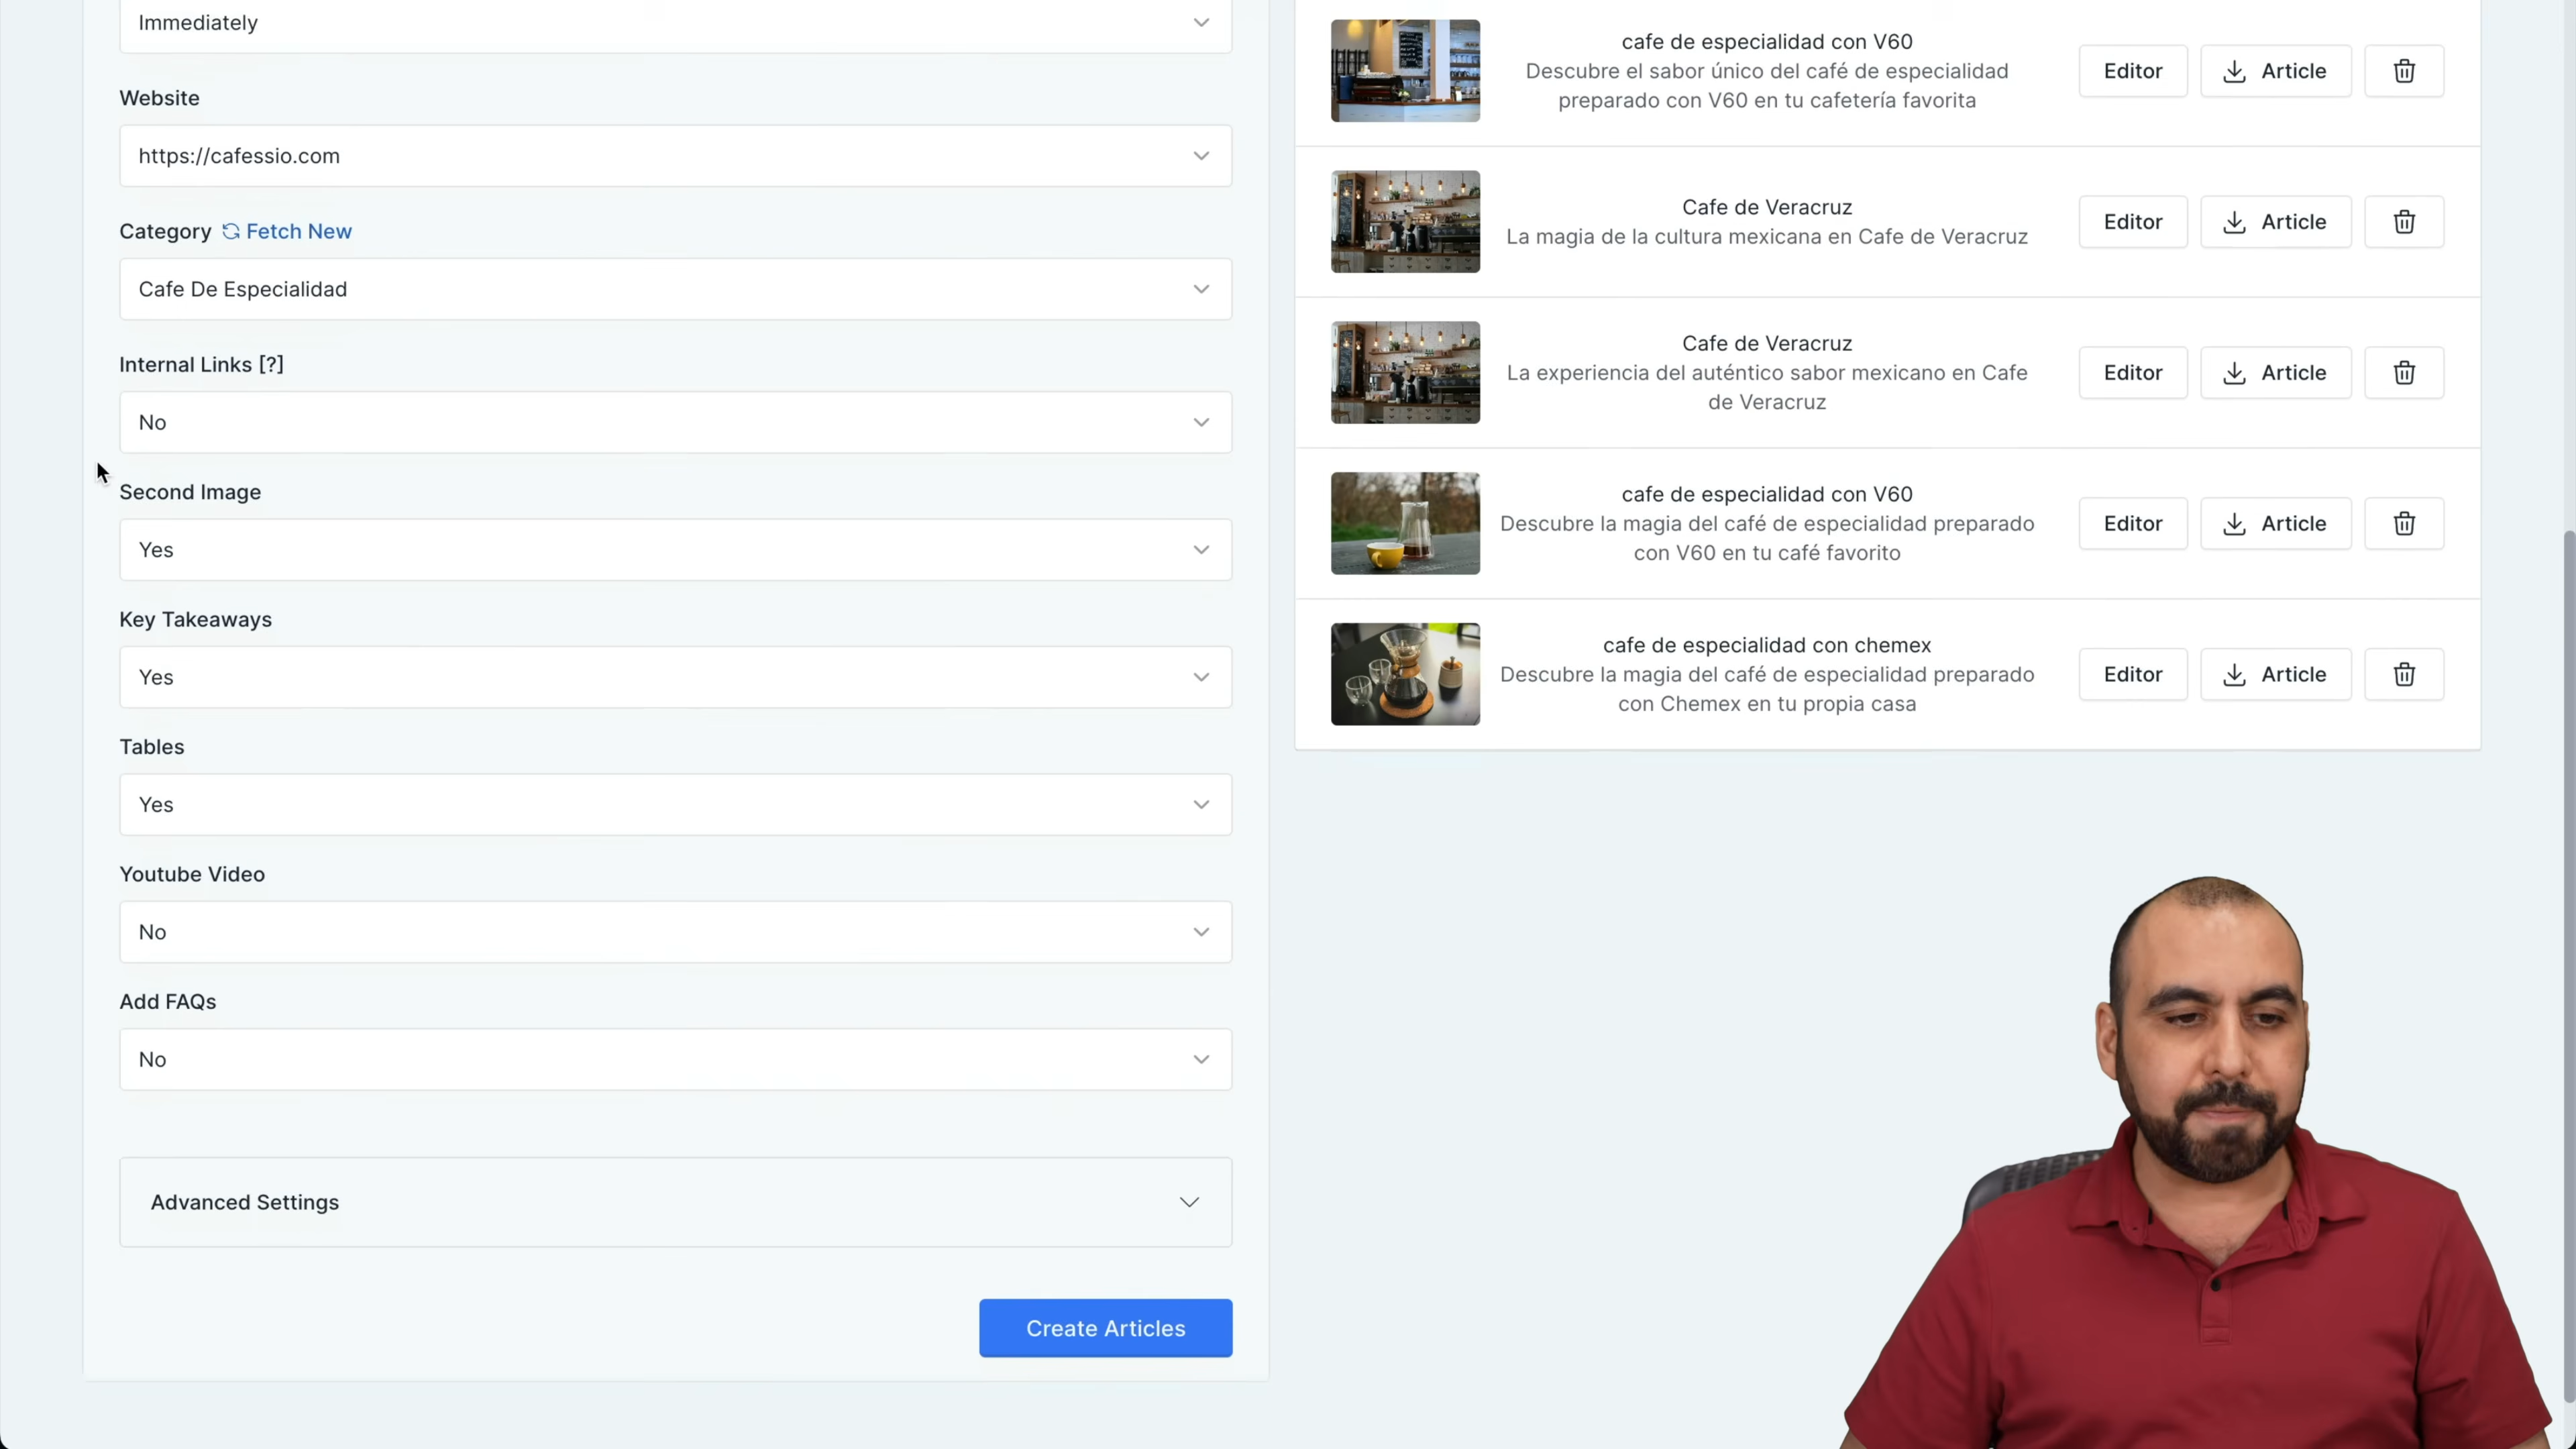 Immediately
Website
https://cafessio.com
Category Fetch New
Cafe De Especialidad
Internal Links [?]
No
Second Image
Yes
Key Takeaways
Yes
Tables
Yes
Youtube Video
No
Add FAQs
No
Advanced Settings
Create Articles
cafe de especialidad con V60
Descubre el sabor único del café de especialidad
preparado con V60 en tu cafetería favorita
Editor Article
Cafe de Veracruz
La magia de la cultura mexicana en Cafe de Veracruz
Editor Article
Cafe de Veracruz
La experiencia del auténtico sabor mexicano en Cafe
de Veracruz
Editor Article
cafe de especialidad con V60
Descubre la magia del café de especialidad preparado
con V60 en tu café favorito
Editor Article
cafe de especialidad con chemex
Descubre la magia del café de especialidad preparado
con Chemex en tu propia casa
Editor Article